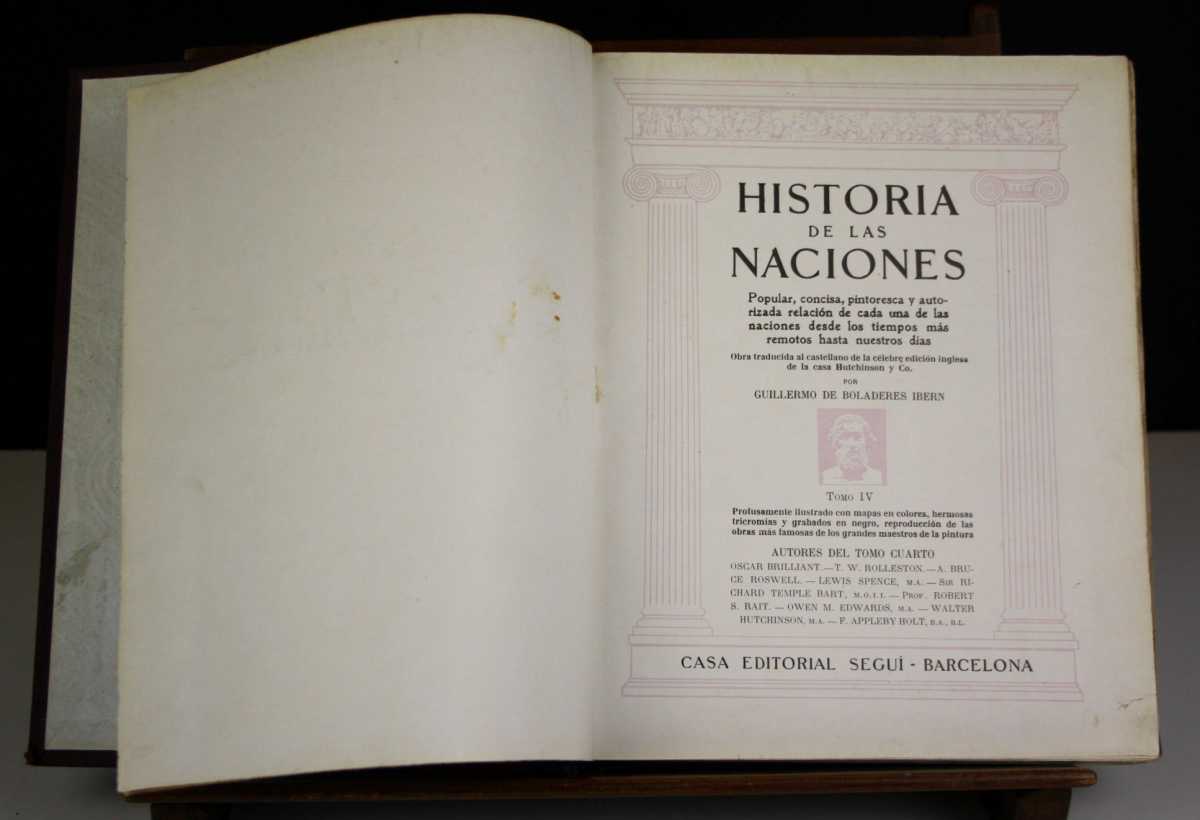 HISTORIA
DE LAS
NACIONES
Popular, concisa, pintoresca y auto-
rizada relación de cada una de las
naciones desde los tiempos más
remotos hasta nuestros días
Obra traducida al castellano de la célebre edición inglesa
de la casa Hutchinson y Co.
POR
GUILLERMO DE BOLADERES IBERN
TOMO IV
Profusamente ilustrado con mapas en colores, hermosas
tricromías y grabados en negro, reproducción de las
obras más famosas de los grandes maestros de la pintura
AUTORES DEL TOMO CUARTO
OSCAR BRILLIANT. — T. W. ROLLESTON. — A. BRU-
CE ROSWELL. — LEWIS SPENCE, M.A. — SIR RI-
CHARD TEMPLE BART, M.O.I.I. — PROF. ROBERT
S. RAIT. — OWEN M. EDWARDS, M.A. — WALTER
HUTCHINSON, M.A. — F. APPLEBY HOLT, B.A., B.L.
CASA EDITORIAL SEGUÍ - BARCELONA